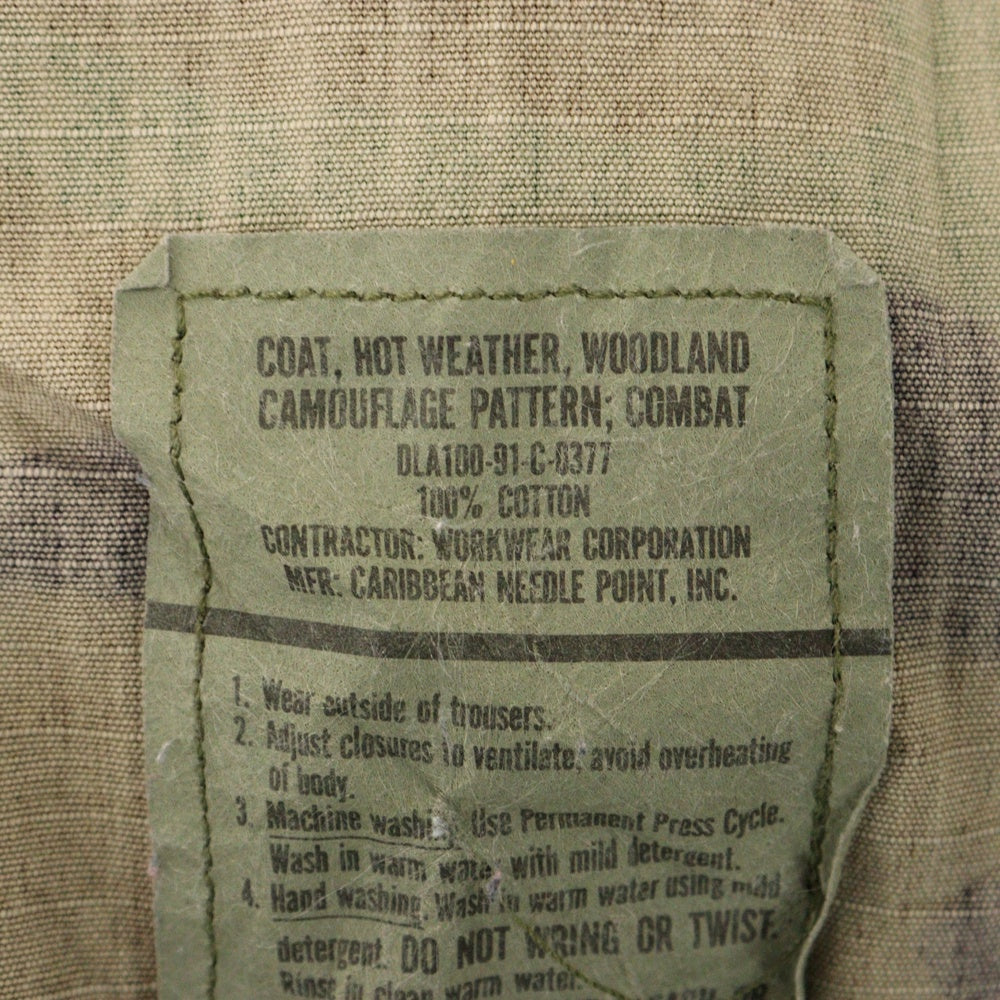 COAT, HOT WEATHER, WOODLAND
CAMOUFLAGE PATTERN; COMBAT
DLA100-91-C-0377
100% COTTON
CONTRACTOR: WORKWEAR CORPORATION
MFR: CARIBBEAN NEEDLE POINT, INC.
1. Wear outside of trousers.
2. Adjust closures to ventilate; avoid overheating
of body.
3. Machine washing. Use Permanent Press Cycle.
Wash in warm water with mild detergent.
4. Hand washing. Wash in warm water using mild
detergent. DO NOT WRING OR TWIST.
Rinse in clean warm water.